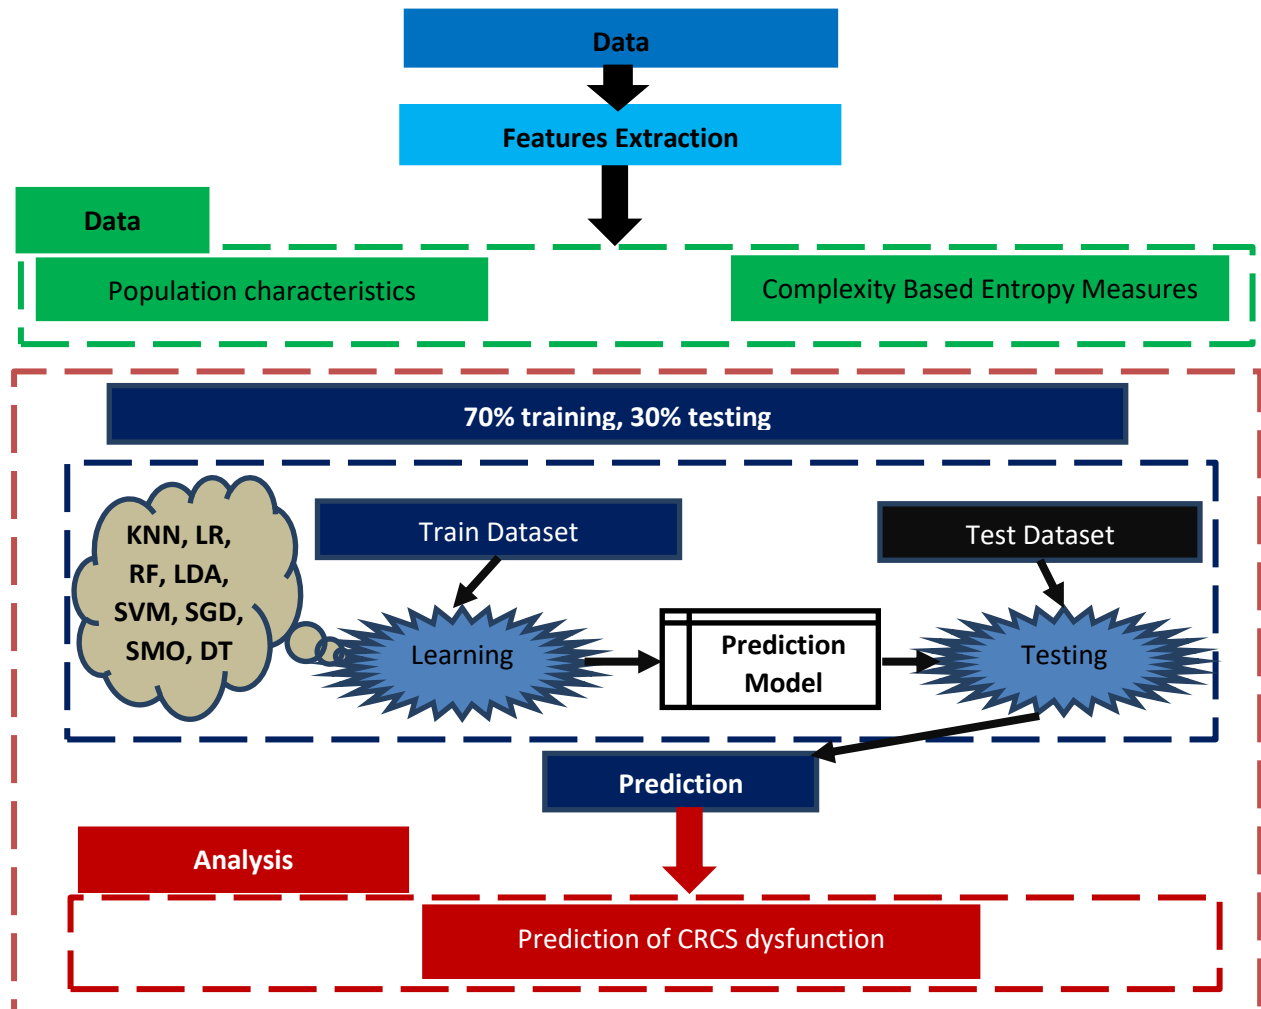 Data
Features Extraction
Data
Population characteristics
Complexity Based Entropy Measures
70% training, 30% testing
KNN, LR,
RF, LDA,
SVM, SGD,
SMO, DT
Train Dataset
Test Dataset
Learning
Prediction
Model
Testing
Prediction
Analysis
Prediction of CRCS dysfunction